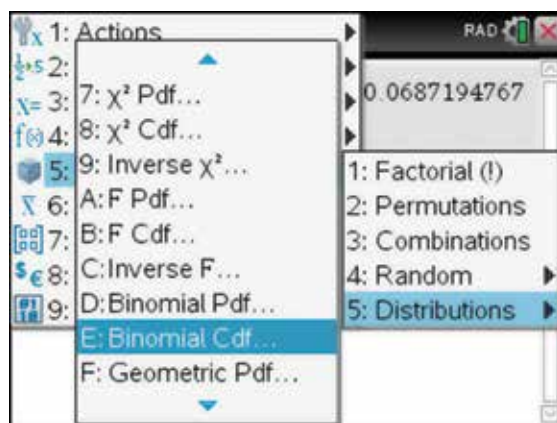 1: Actions
RAD
2:
0.0687194767
3:
7: χ² Pdf...
4:
8: χ² Cdf...
5:
9: Inverse χ²...
1: Factorial (!)
6:
A: F Pdf...
2: Permutations
7:
B: F Cdf...
3: Combinations
8:
C: Inverse F...
4: Random
9:
D: Binomial Pdf...
5: Distributions
E: Binomial Cdf...
F: Geometric Pdf...